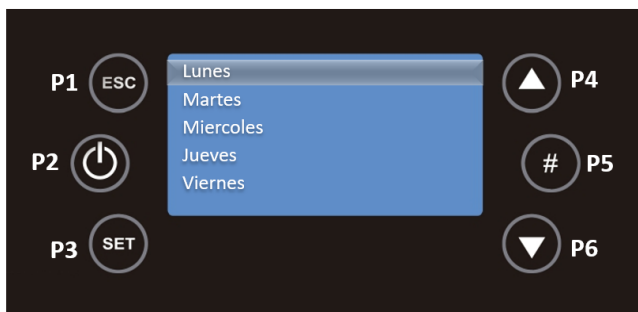 P1 ESC
Lunes
Martes
Miercoles
Jueves
Viernes
P4
P2
# P5
P3 SET
P6